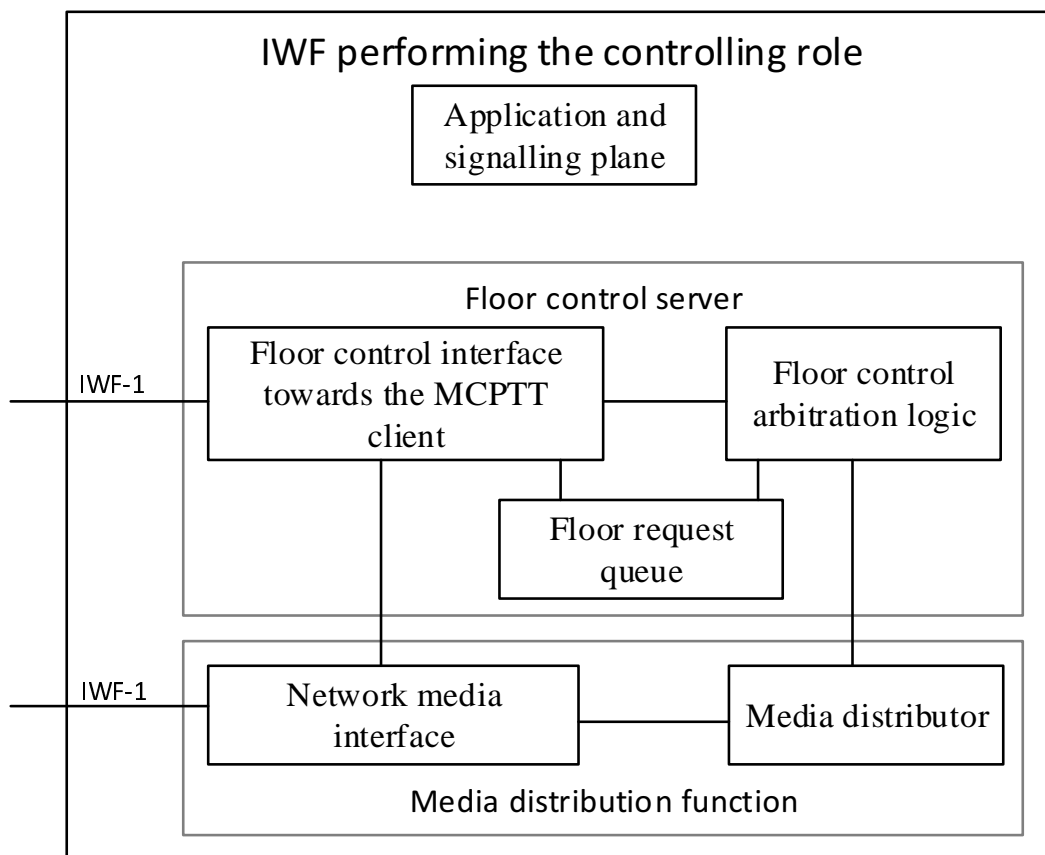 IWF performing the controlling role
Application and
signalling plane
Floor control server
Floor control interface
towards the MCPTT
client
Floor control
arbitration logic
IWF-1
Floor request
queue
IWF-1
Network media
interface
Media distributor
Media distribution function